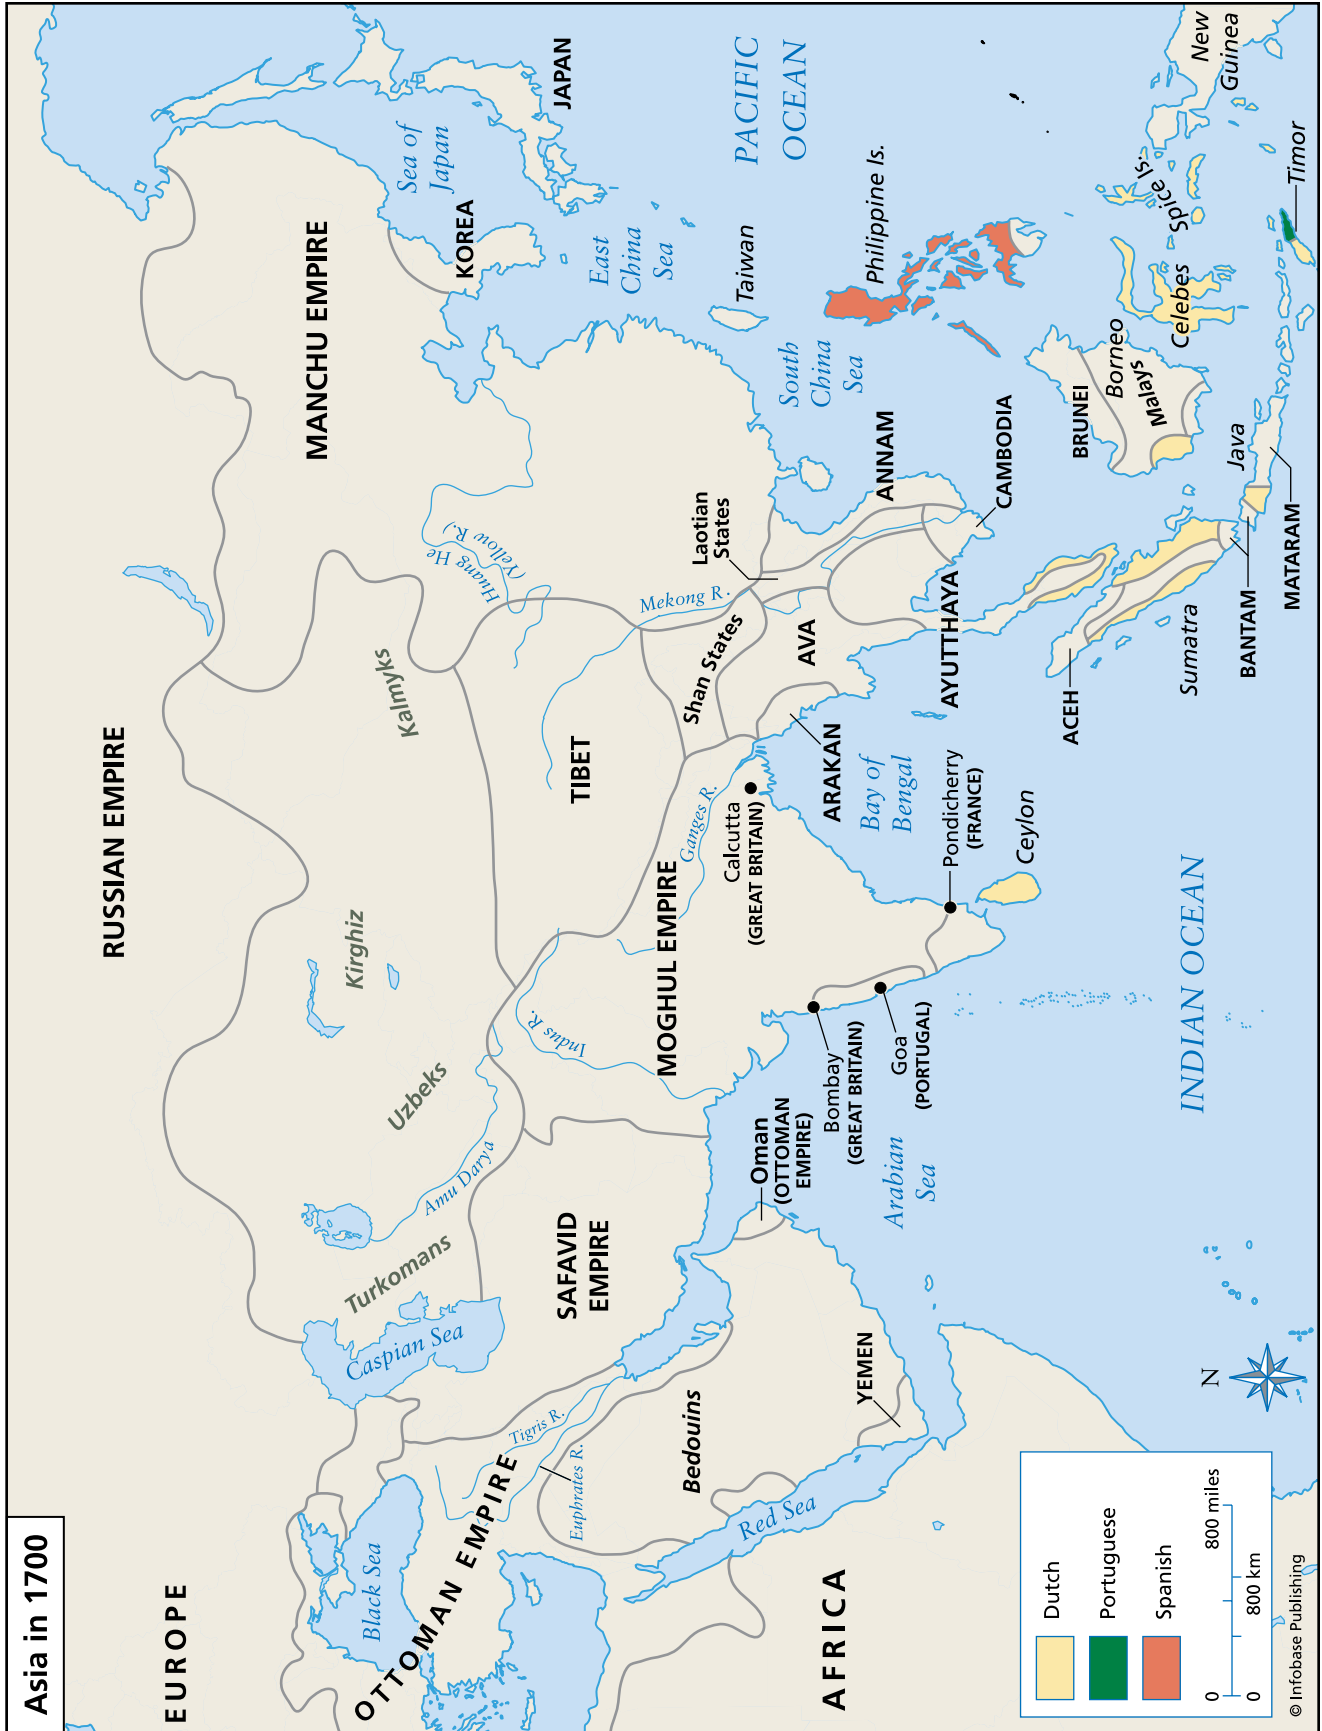 Asia in 1700
EUROPE
RUSSIAN EMPIRE
MANCHU EMPIRE
Kalmyks
Kirghiz
Uzbeks
Turkomans
Caspian Sea
Black Sea
OTTOMAN EMPIRE
Tigris R.
Euphrates R.
Amu Darya
SAFAVID
EMPIRE
Indus R.
MOGHUL EMPIRE
Ganges R.
TIBET
Huang He
(Yellow R.)
Mekong R.
KOREA
Sea of
Japan
JAPAN
East
China
Sea
PACIFIC
OCEAN
Taiwan
South
China
Sea
Philippine Is.
Laotian
States
Shan States
AVA
ANNAM
CAMBODIA
AYUTTHAYA
ARAKAN
Bay of
Bengal
Calcutta
(GREAT BRITAIN)
Pondicherry
(FRANCE)
Ceylon
Bombay
(GREAT BRITAIN)
Goa
(PORTUGAL)
Oman
(OTTOMAN
EMPIRE)
Arabian
Sea
Bedouins
YEMEN
Red Sea
AFRICA
INDIAN OCEAN
ACEH
Sumatra
BANTAM
MATARAM
Java
BRUNEI
Borneo
Malays
Celebes
Spice Is.
Timor
New
Guinea
N
Dutch
Portuguese
Spanish
0 800 miles
0 800 km
© Infobase Publishing